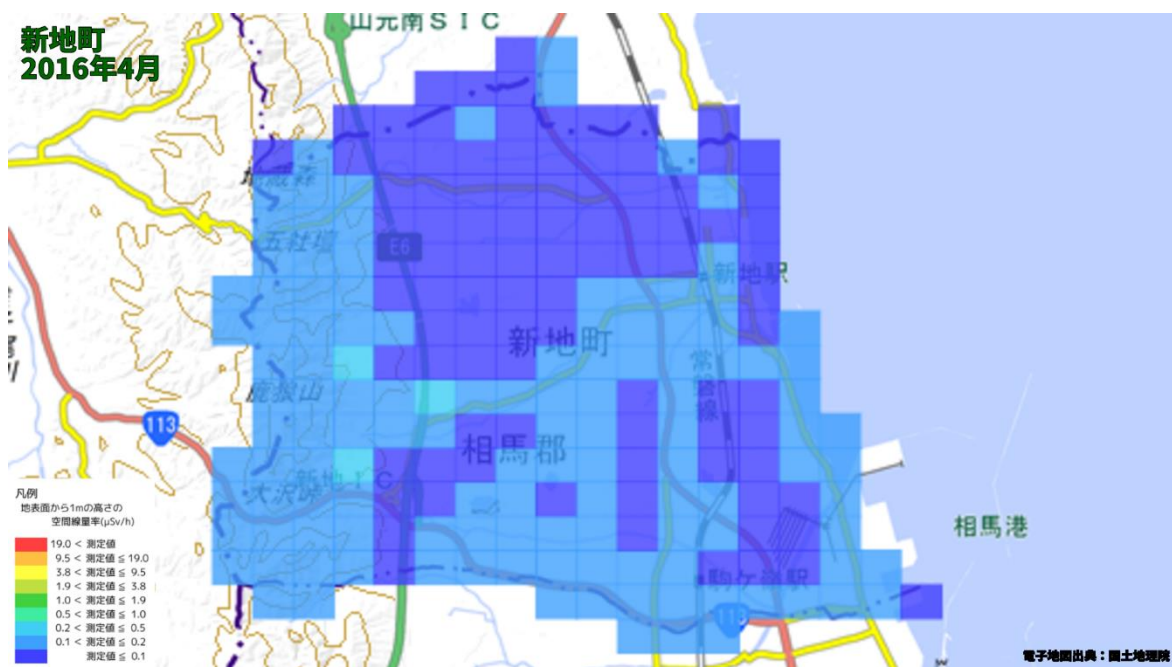 新地町
2016年4月
山元南ＳＩＣ
地蔵森
五社壇
E6
新地駅
新地町
常磐線
鹿狼山
113
相馬郡
新地ＩＣ
大沢峠
相馬港
駒ケ嶺駅
113
凡例
地表面から1mの高さの
空間線量率(μSv/h)
19.0 < 測定値
9.5 < 測定値 ≤ 19.0
3.8 < 測定値 ≤ 9.5
1.9 < 測定値 ≤ 3.8
1.0 < 測定値 ≤ 1.9
0.5 < 測定値 ≤ 1.0
0.2 < 測定値 ≤ 0.5
0.1 < 測定値 ≤ 0.2
測定値 ≤ 0.1
電子地図出典：国土地理院